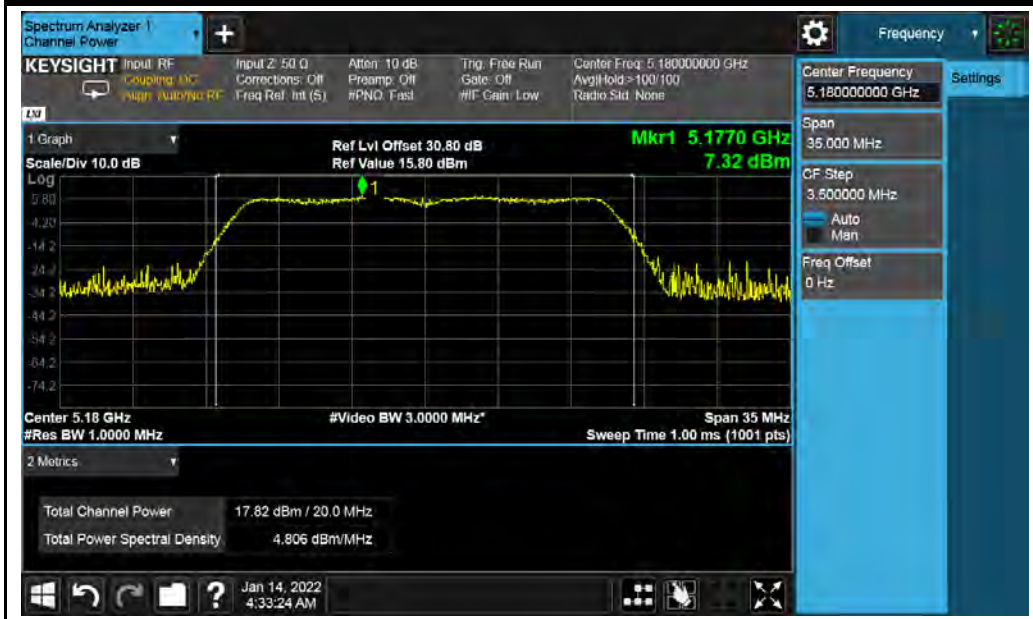 Spectrum Analyzer 1
Channel Power
+
Frequency
KEYSIGHT
Input: RF
Coupling: DC
Align: Auto/No RF
Input Z: 50 Ω
Corrections: Off
Freq Ref: Int (S)
Atten: 10 dB
Preamp: Off
#PNO: Fast
Trig: Free Run
Gate: Off
#IF Gain: Low
Center Freq: 5.180000000 GHz
Avg|Hold:>100/100
Radio Std: None
LXI
Center Frequency
5.180000000 GHz
Settings
Span
35.000 MHz
CF Step
3.500000 MHz
Auto
Man
Freq Offset
0 Hz
1 Graph
Scale/Div 10.0 dB
Log
Ref Lvl Offset 30.80 dB
Ref Value 15.80 dBm
Mkr1 5.1770 GHz
7.32 dBm
1
5.80
-4.20
-14.2
-24.2
-34.2
-44.2
-54.2
-64.2
-74.2
Center 5.18 GHz
#Video BW 3.0000 MHz*
Span 35 MHz
#Res BW 1.0000 MHz
Sweep Time 1.00 ms (1001 pts)
2 Metrics
Total Channel Power 17.82 dBm / 20.0 MHz
Total Power Spectral Density 4.806 dBm/MHz
?
Jan 14, 2022
4:33:24 AM